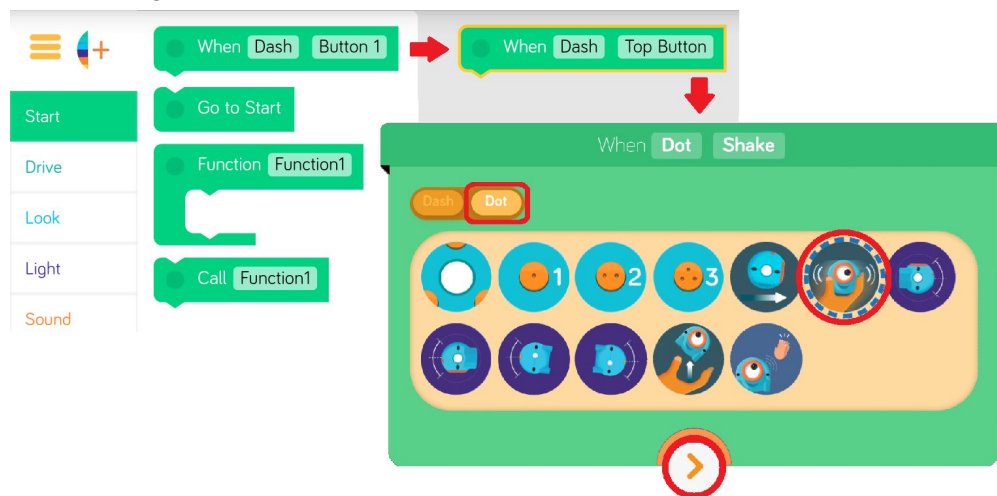 When Dash Button 1
When Dash Top Button
Start
Go to Start
Drive
Function Function1
Look
Light
Call Function1
Sound
When Dot Shake
Dash Dot
1
2
3